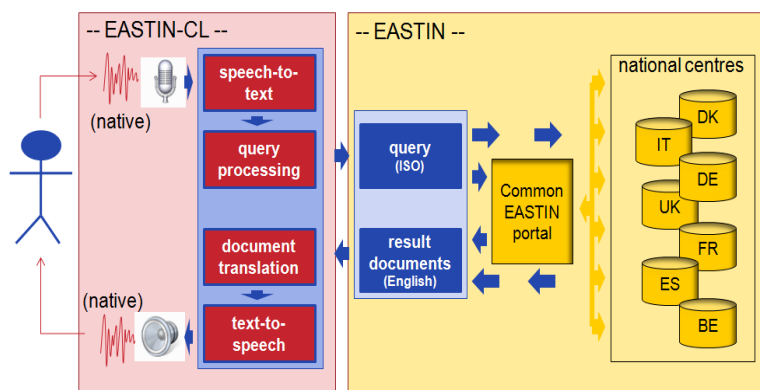 -- EASTIN-CL --
(native)
speech-to-
text
query
processing
document
translation
text-to-
speech
(native)
-- EASTIN --
query
(ISO)
result
documents
(English)
Common
EASTIN
portal
national centres
DK
IT
DE
UK
FR
ES
BE